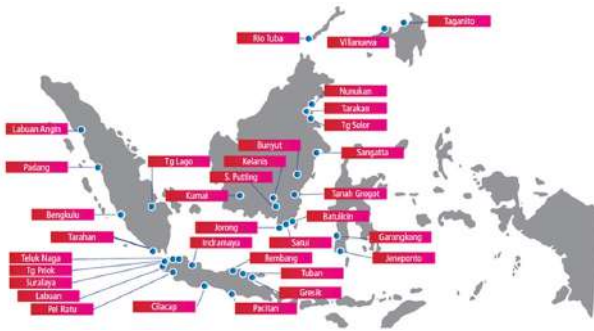 Taganito
Rio Tuba
Villanueva
Nunukan
Tarakan
Tg Selor
Labuan Angin
Bunyut
Sangatta
Tg Lago
Kelanis
Padang
S. Putting
Kumai
Tanah Grogot
Bengkulu
Batulicin
Jorong
Tarahan
Garangkong
Indramayu
Satui
Teluk Naga
Rembang
Jeneponto
Tg Priok
Tuban
Suralaya
Gresik
Labuan
Cilacap
Pacitan
Pel Ratu